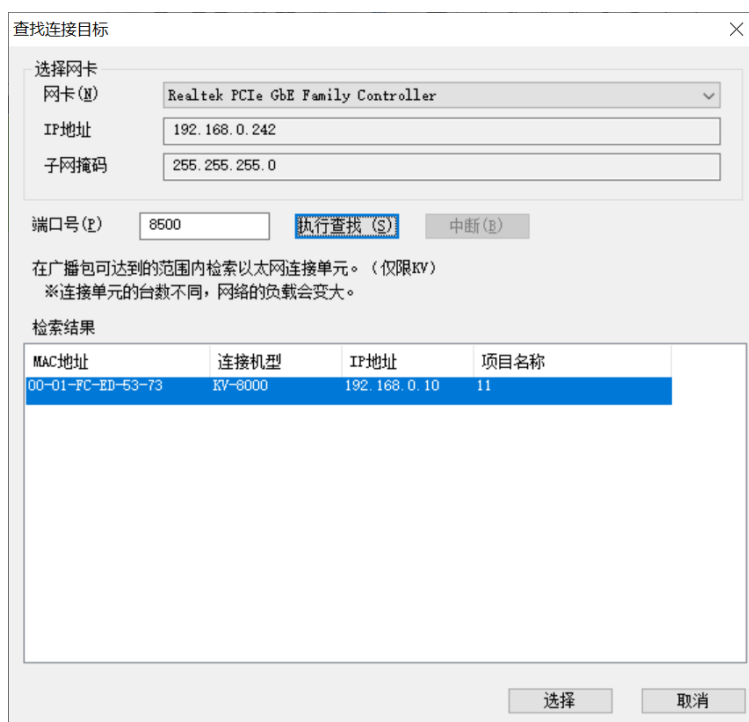 查找连接目标
选择网卡
网卡(N) Realtek PCIe GbE Family Controller
IP地址 192.168.0.242
子网掩码 255.255.255.0
端口号(P) 8500 执行查找 (S) 中断(B)
在广播包可达到的范围内检索以太网连接单元。（仅限KV）
※连接单元的台数不同，网络的负载会变大。
检索结果
MAC地址 连接机型 IP地址 项目名称
00-01-FC-ED-53-73 KV-8000 192.168.0.10 11
选择 取消